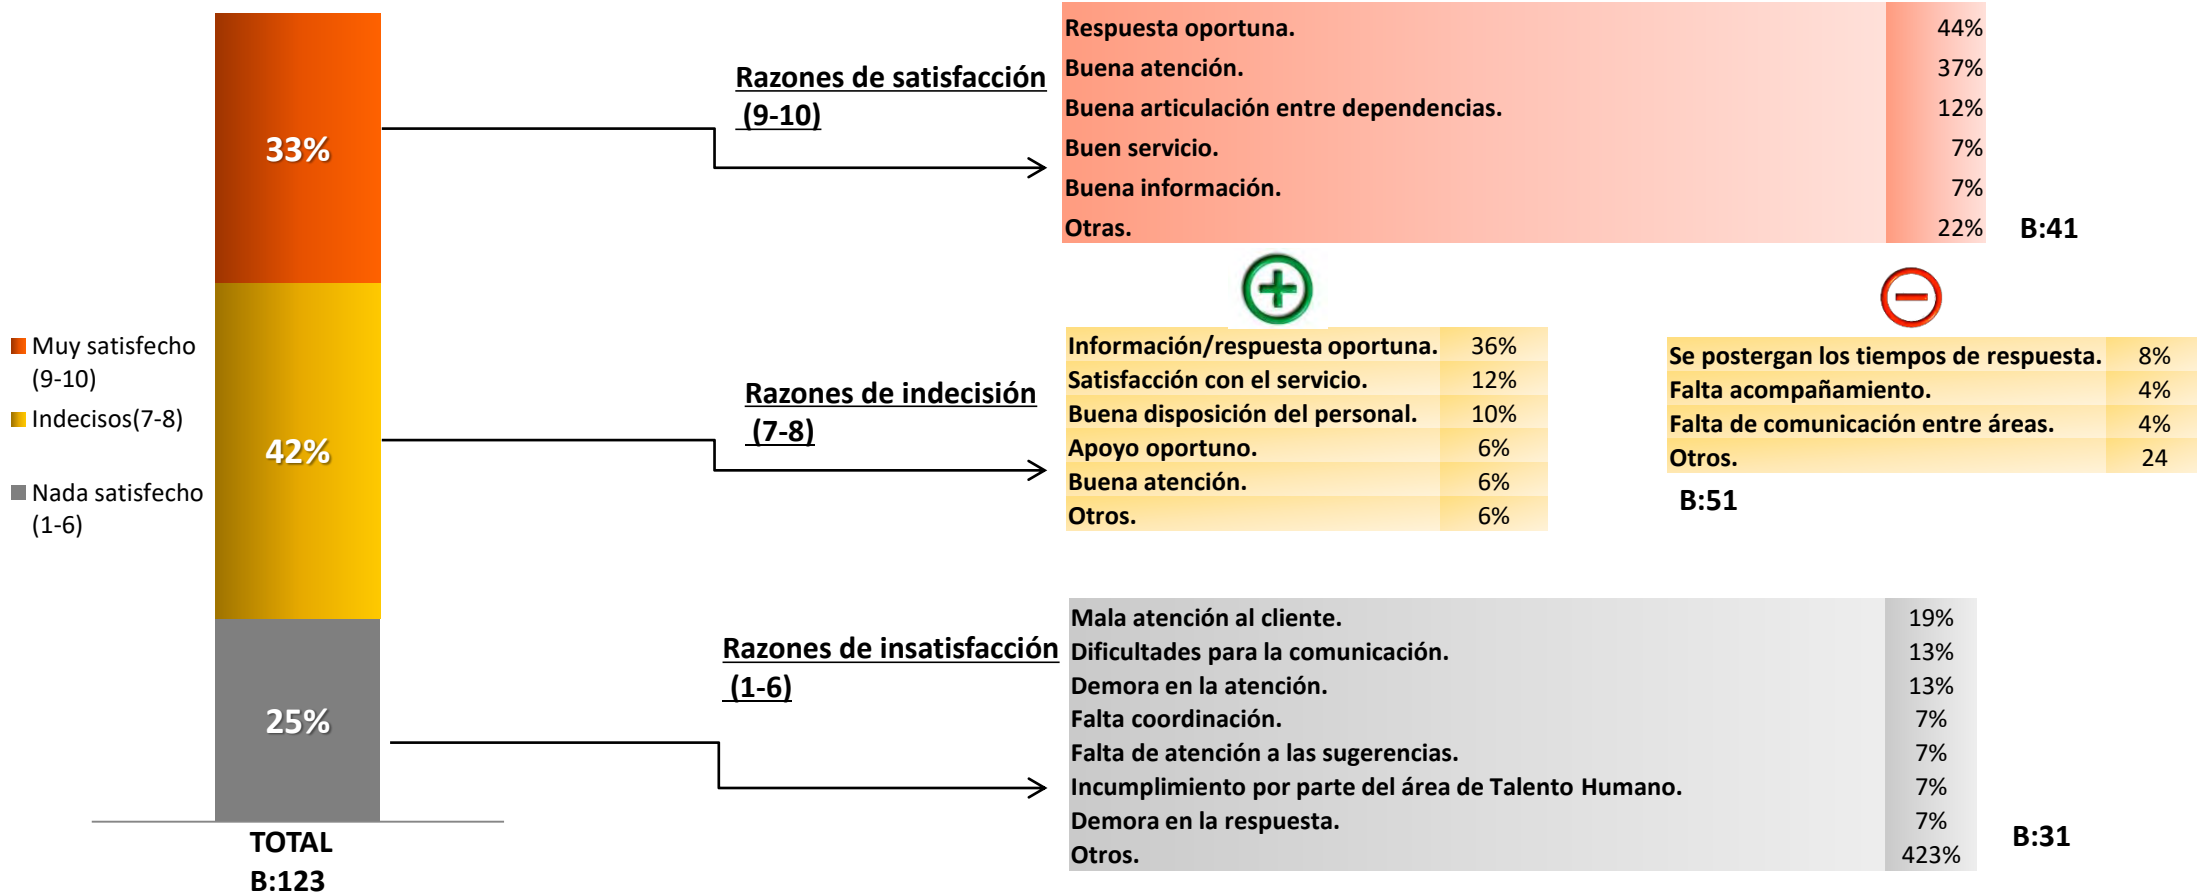 33%
42%
25%
Muy satisfecho
(9-10)
Indecisos(7-8)
Nada satisfecho
(1-6)
TOTAL
B:123
Razones de satisfacción
(9-10)
Respuesta oportuna. 44%
Buena atención. 37%
Buena articulación entre dependencias. 12%
Buen servicio. 7%
Buena información. 7%
Otras. 22%
B:41
Razones de indecisión
(7-8)
Información/respuesta oportuna. 36%
Satisfacción con el servicio. 12%
Buena disposición del personal. 10%
Apoyo oportuno. 6%
Buena atención. 6%
Otros. 6%
Se postergan los tiempos de respuesta. 8%
Falta acompañamiento. 4%
Falta de comunicación entre áreas. 4%
Otros. 24
B:51
Razones de insatisfacción
(1-6)
Mala atención al cliente. 19%
Dificultades para la comunicación. 13%
Demora en la atención. 13%
Falta coordinación. 7%
Falta de atención a las sugerencias. 7%
Incumplimiento por parte del área de Talento Humano. 7%
Demora en la respuesta. 7%
Otros. 423%
B:31